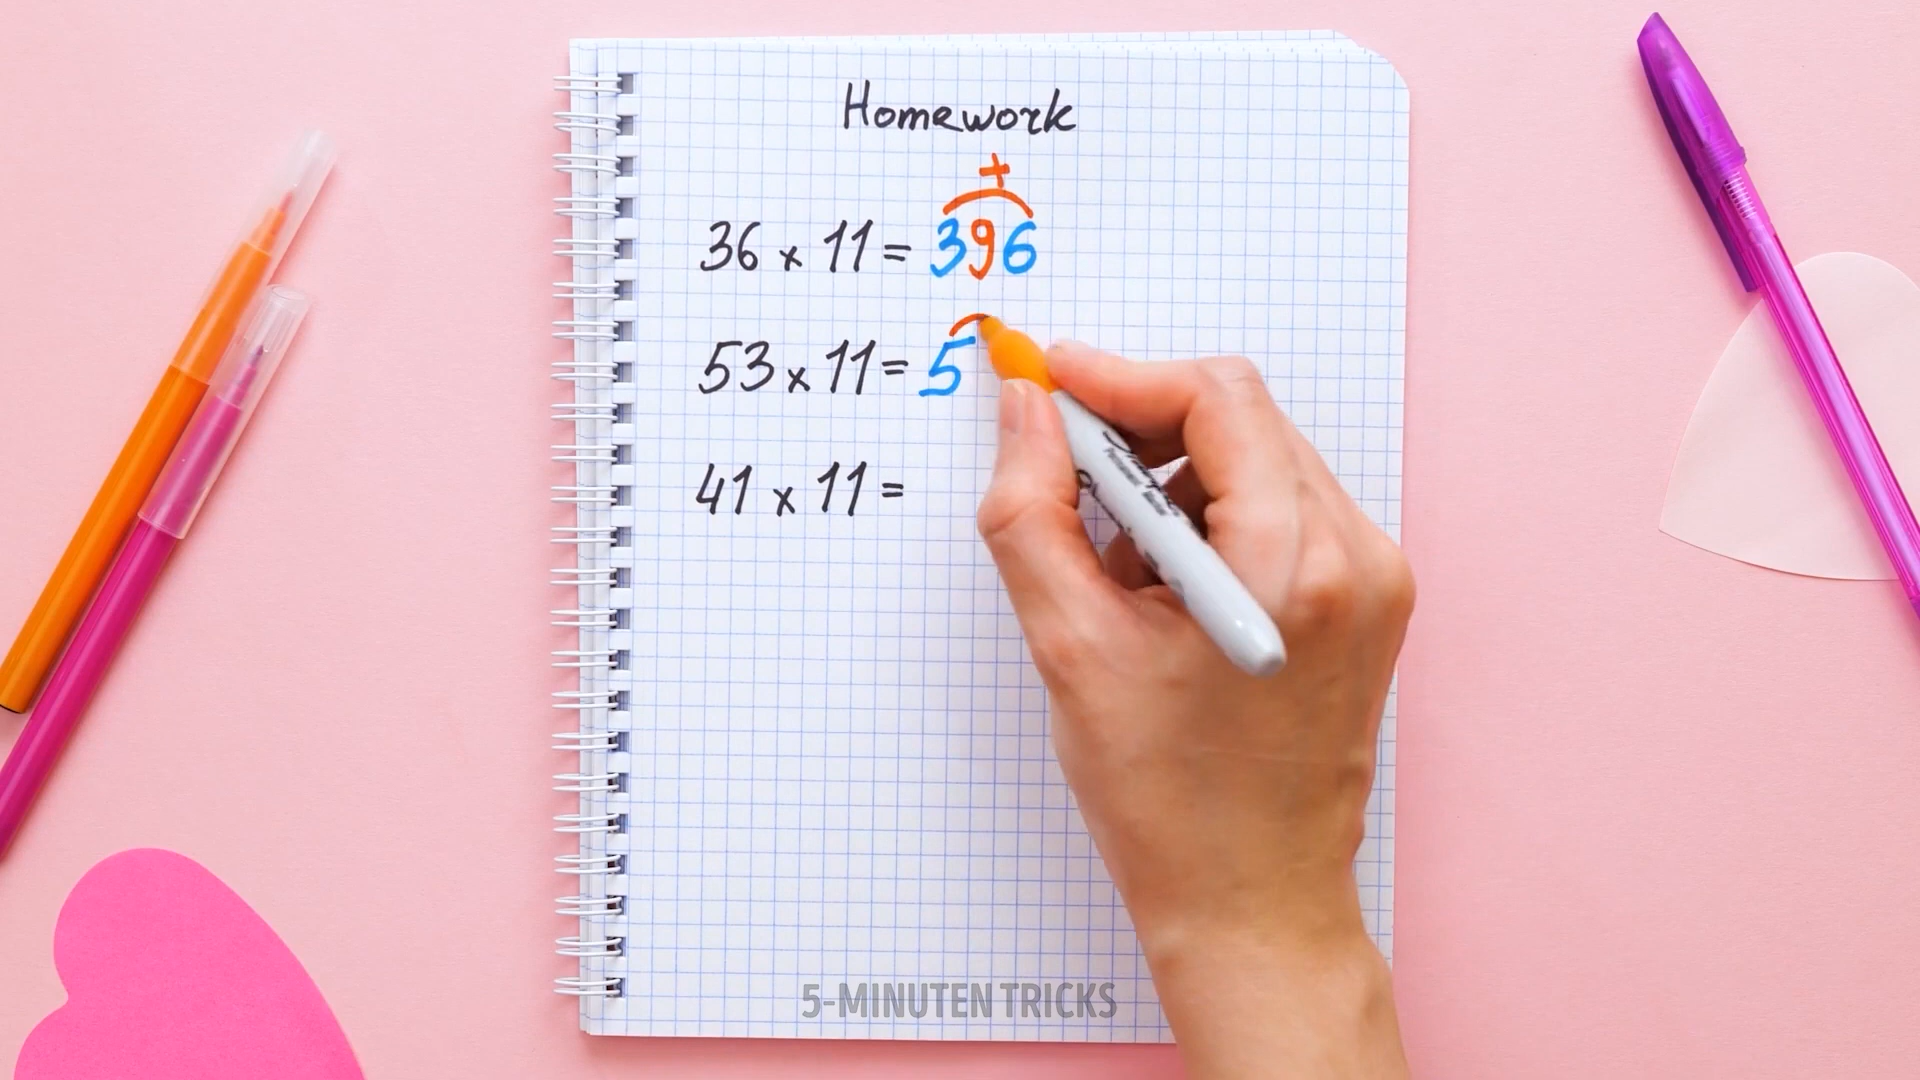 Homework
+
36 x 11 = 396
53 x 11 = 5
41 x 11 =
5-MINUTEN TRICKS